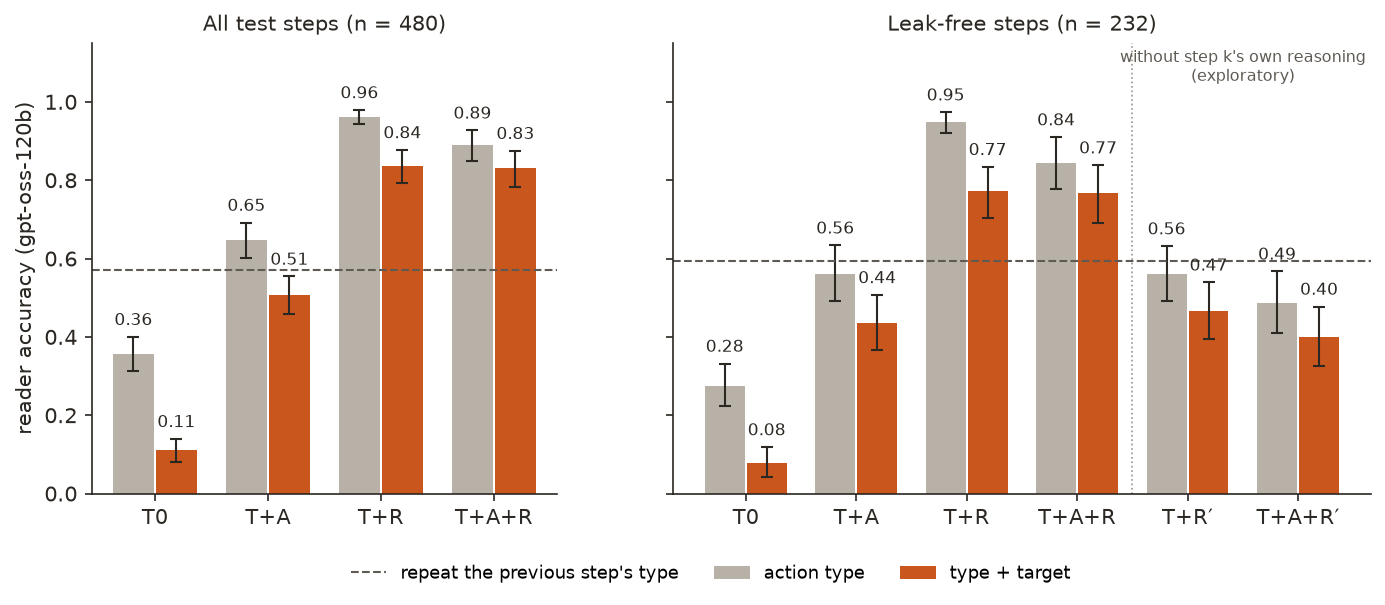 All test steps (n = 480)
Leak-free steps (n = 232)
without step k's own reasoning
(exploratory)
reader accuracy (gpt-oss-120b)
1.0
0.8
0.6
0.4
0.2
0.0
0.36
0.11
0.65
0.51
0.96
0.84
0.89
0.83
0.28
0.08
0.56
0.44
0.95
0.77
0.84
0.77
0.56
0.47
0.49
0.40
T0
T+A
T+R
T+A+R
T0
T+A
T+R
T+A+R
T+R′
T+A+R′
repeat the previous step's type
action type
type + target